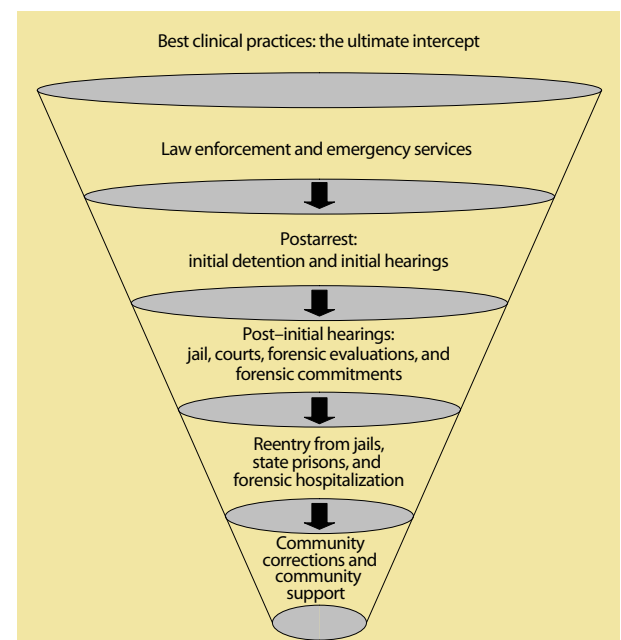 Best clinical practices: the ultimate intercept
Law enforcement and emergency services
Postarrest:
initial detention and initial hearings
Post–initial hearings:
jail, courts, forensic evaluations, and
forensic commitments
Reentry from jails,
state prisons, and
forensic hospitalization
Community
corrections and
community
support